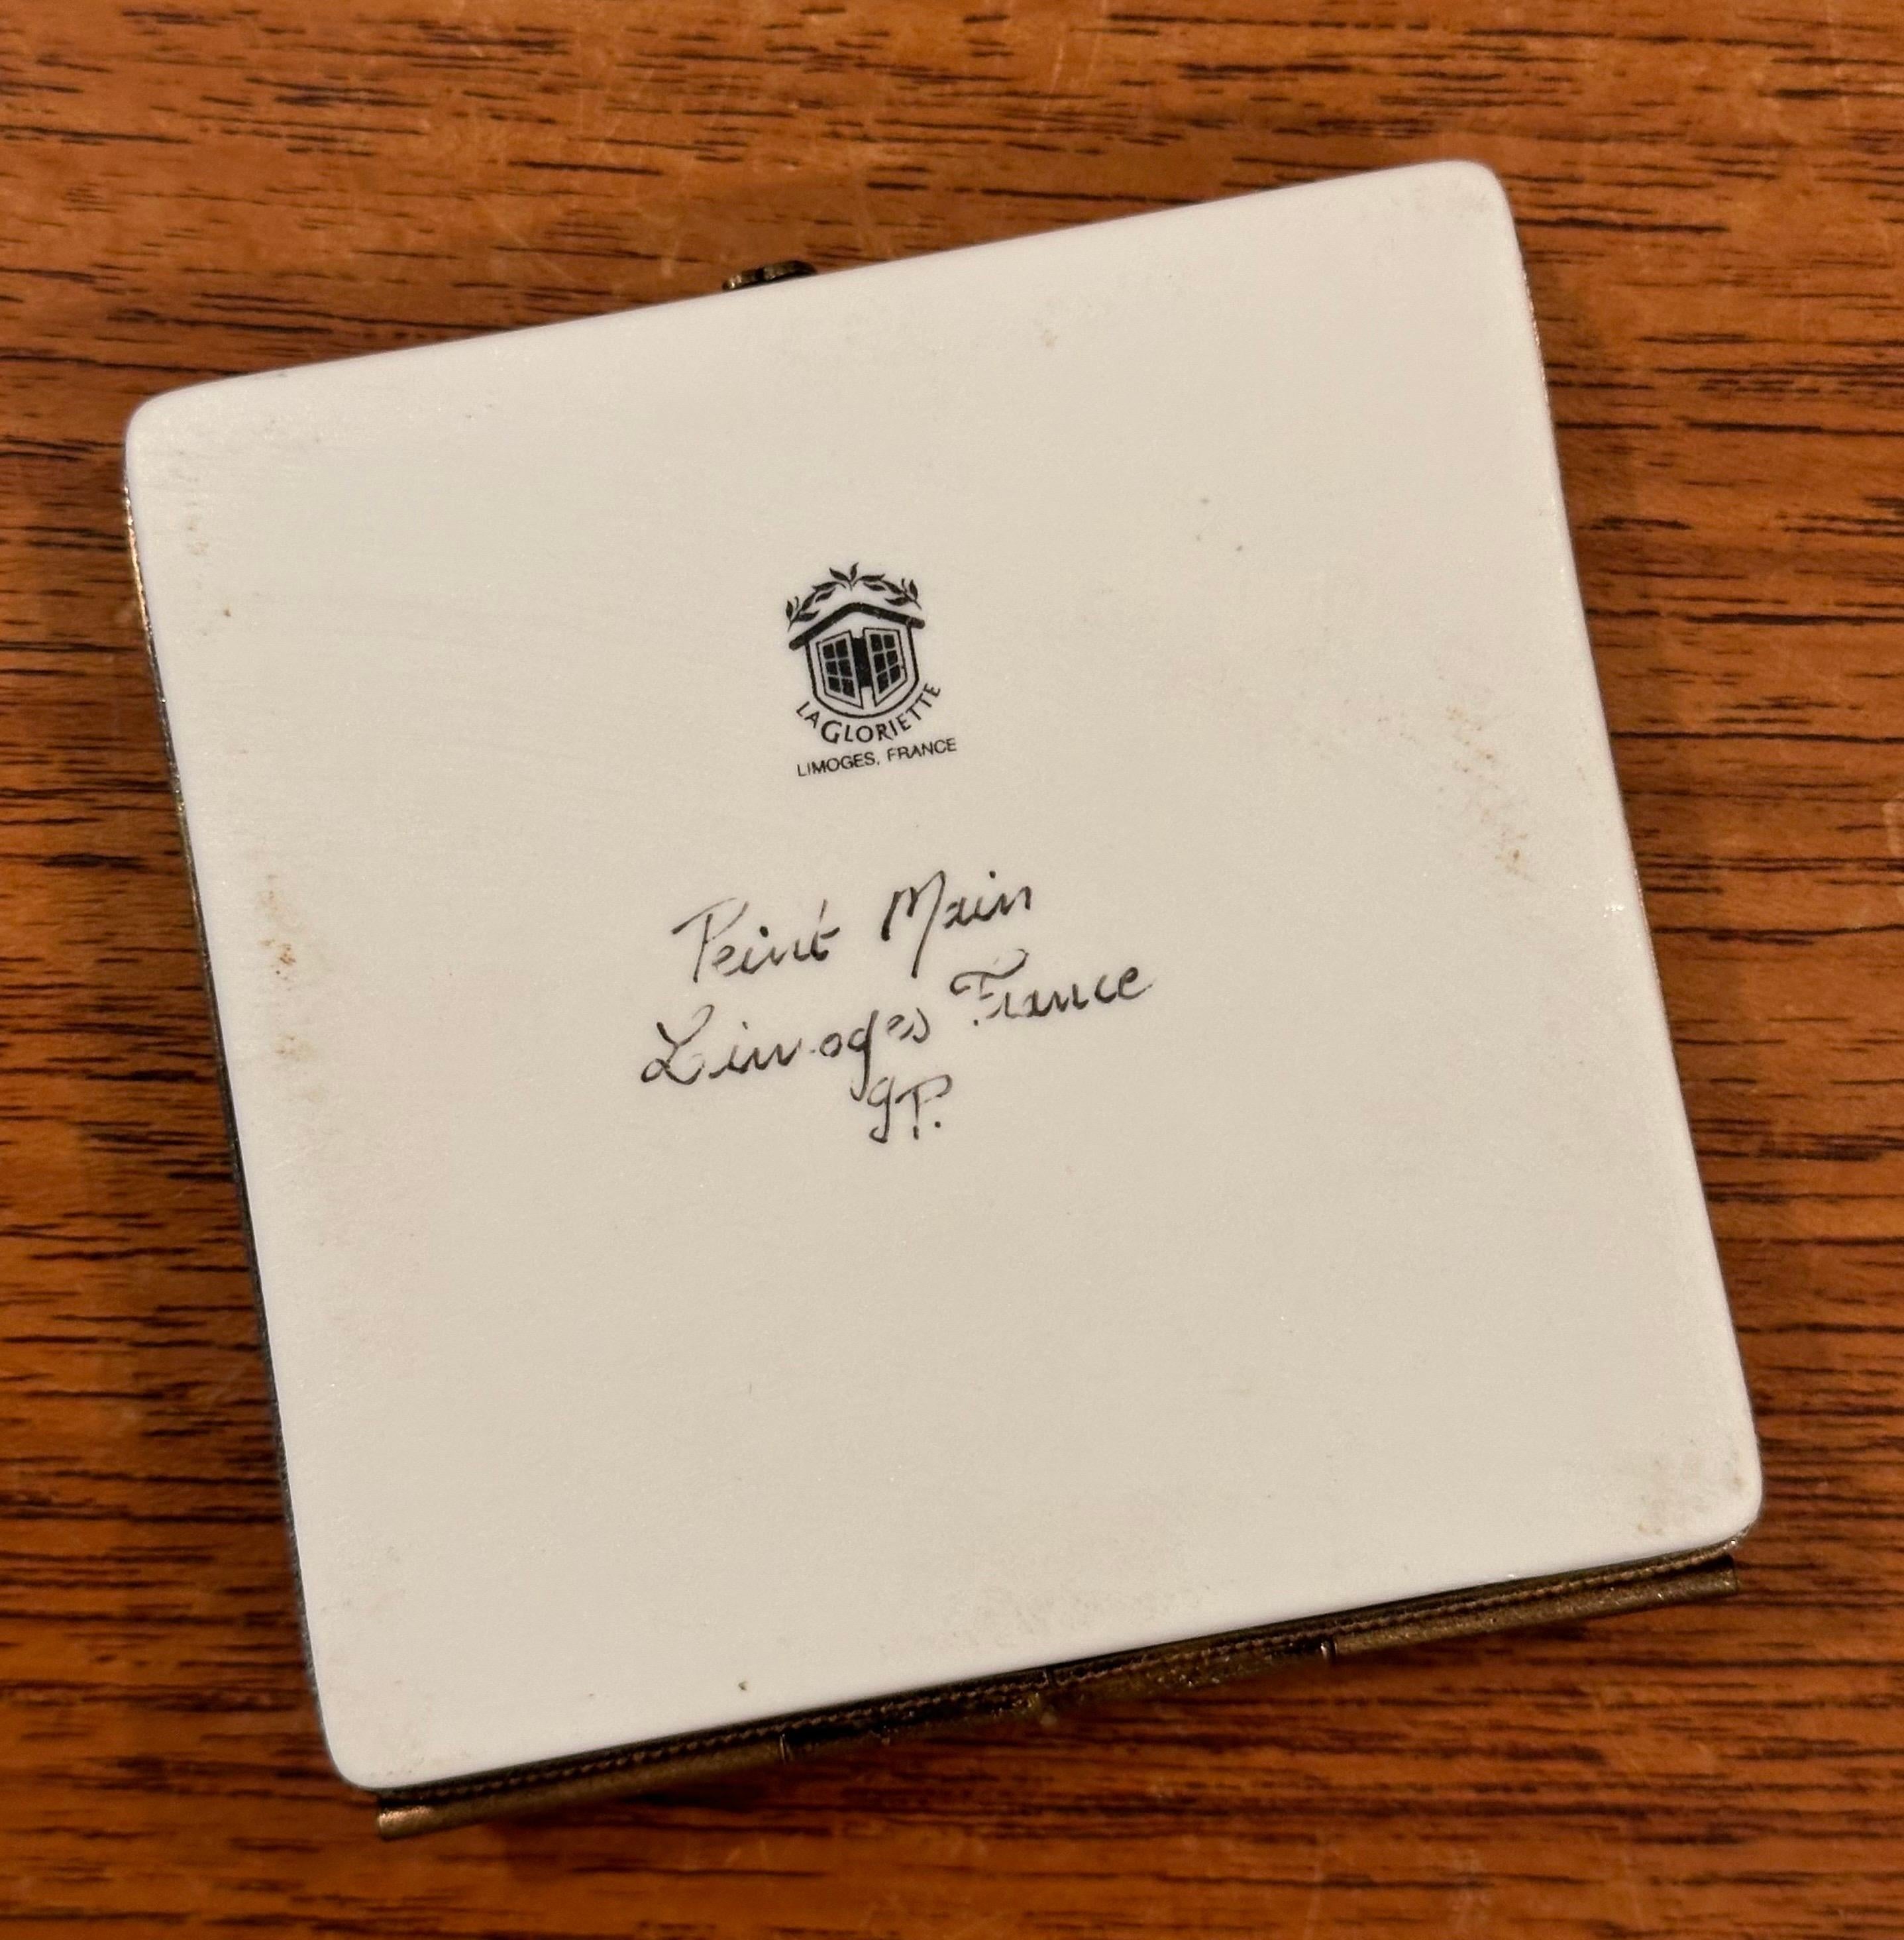 LA GLORIETTE
LIMOGES, FRANCE
Peint Main
Limoges France
GP.